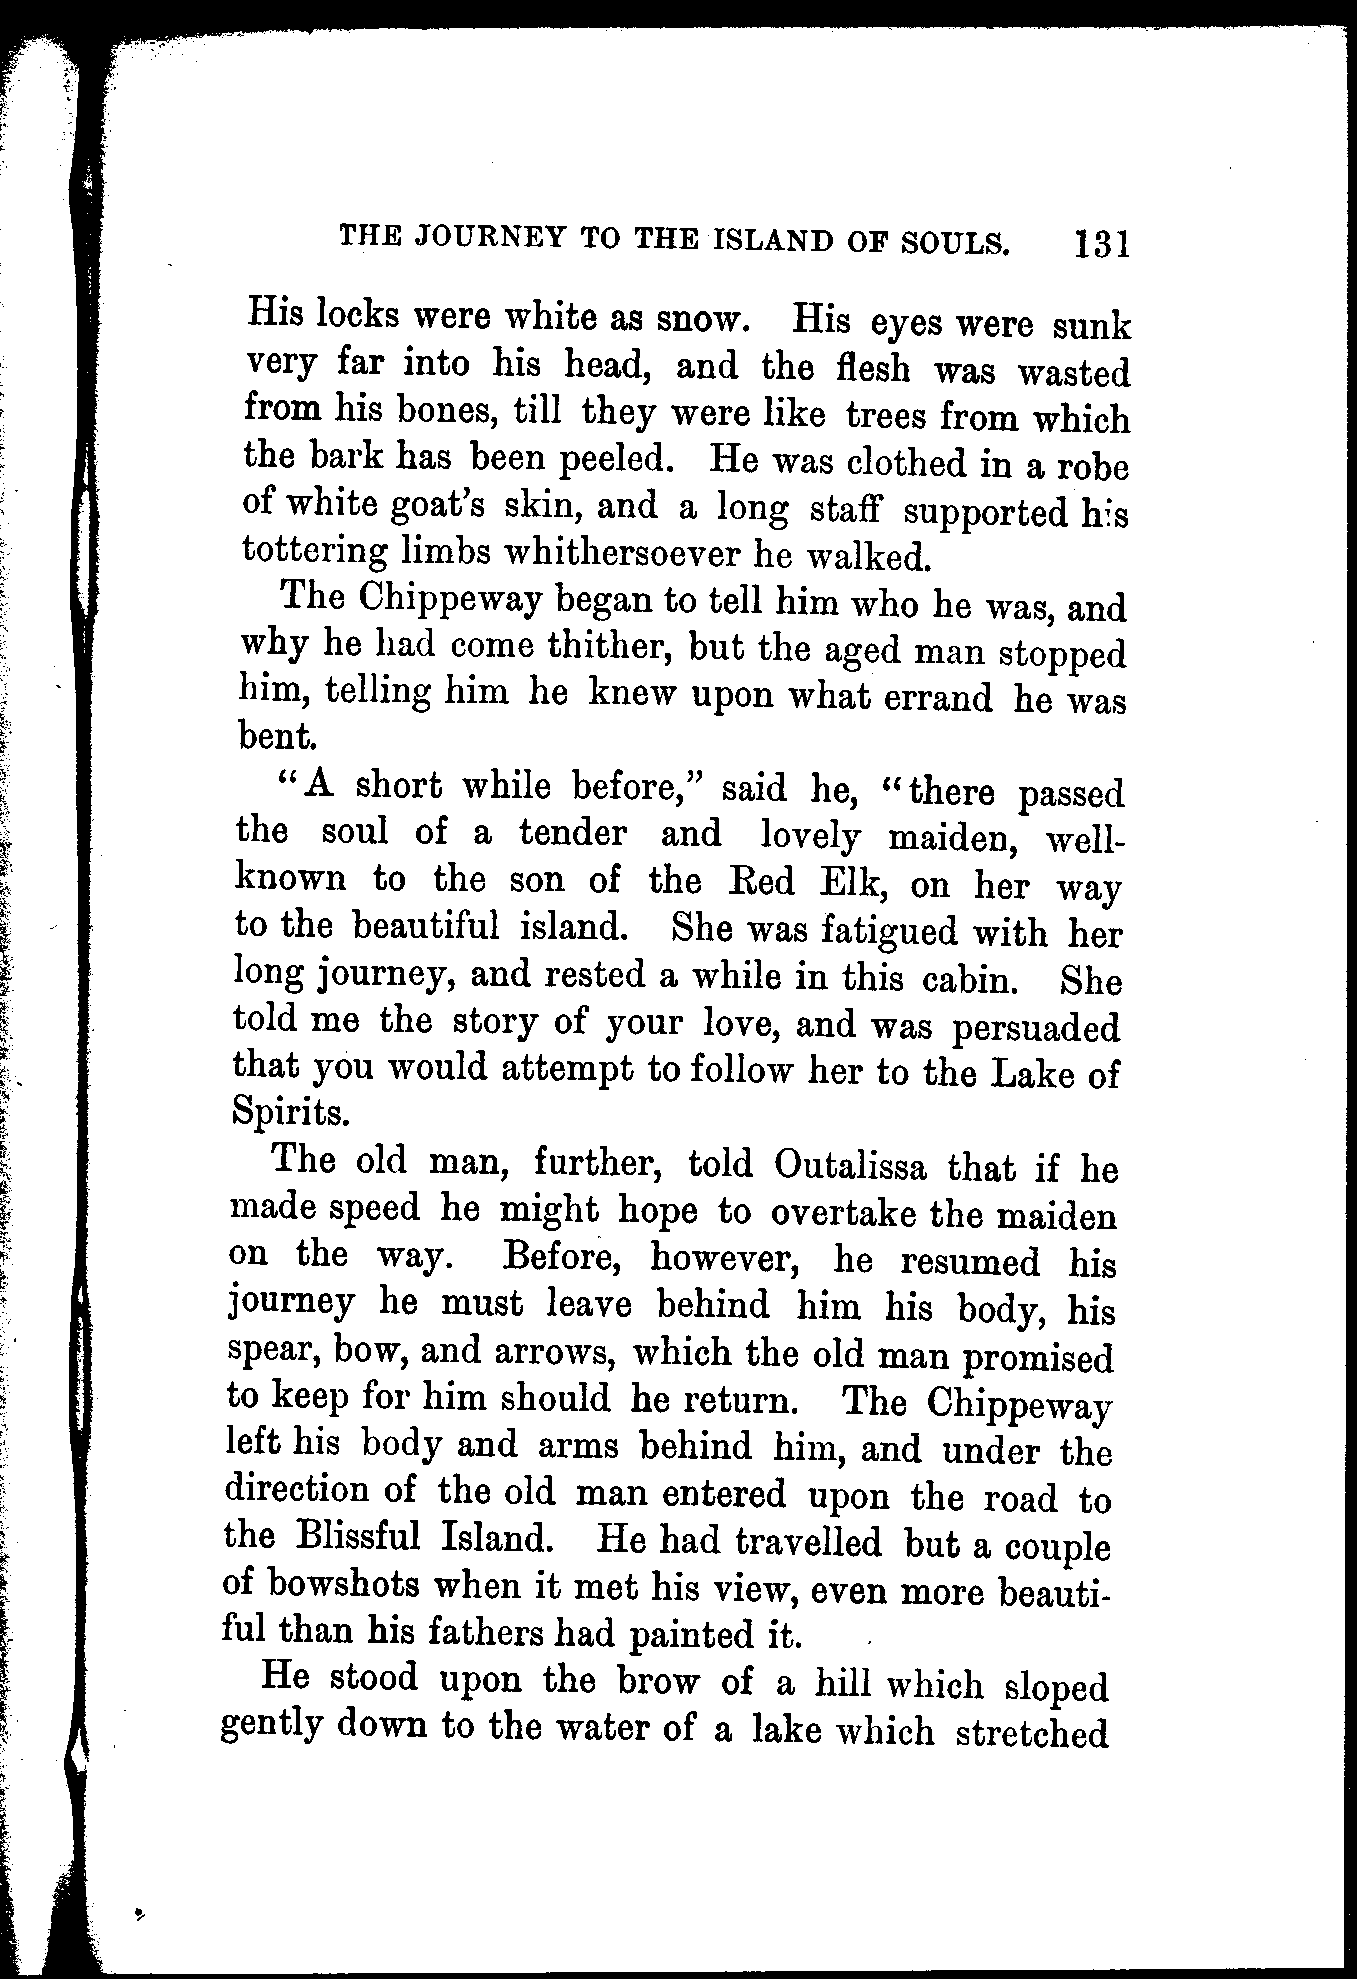 THE JOURNEY TO THE ISLAND OF SOULS. 131
His locks were white as snow. His eyes were sunk
very far into his head, and the flesh was wasted
from his bones, till they were like trees from which
the bark has been peeled. He was clothed in a robe
of white goat's skin, and a long staff supported his
tottering limbs whithersoever he walked.
The Chippeway began to tell him who he was, and
why he had come thither, but the aged man stopped
him, telling him he knew upon what errand he was
bent.
“A short while before,” said he, “there passed
the soul of a tender and lovely maiden, well-
known to the son of the Red Elk, on her way
to the beautiful island. She was fatigued with her
long journey, and rested a while in this cabin. She
told me the story of your love, and was persuaded
that you would attempt to follow her to the Lake of
Spirits.
The old man, further, told Outalissa that if he
made speed he might hope to overtake the maiden
on the way. Before, however, he resumed his
journey he must leave behind him his body, his
spear, bow, and arrows, which the old man promised
to keep for him should he return. The Chippeway
left his body and arms behind him, and under the
direction of the old man entered upon the road to
the Blissful Island. He had travelled but a couple
of bowshots when it met his view, even more beauti-
ful than his fathers had painted it.
He stood upon the brow of a hill which sloped
gently down to the water of a lake which stretched